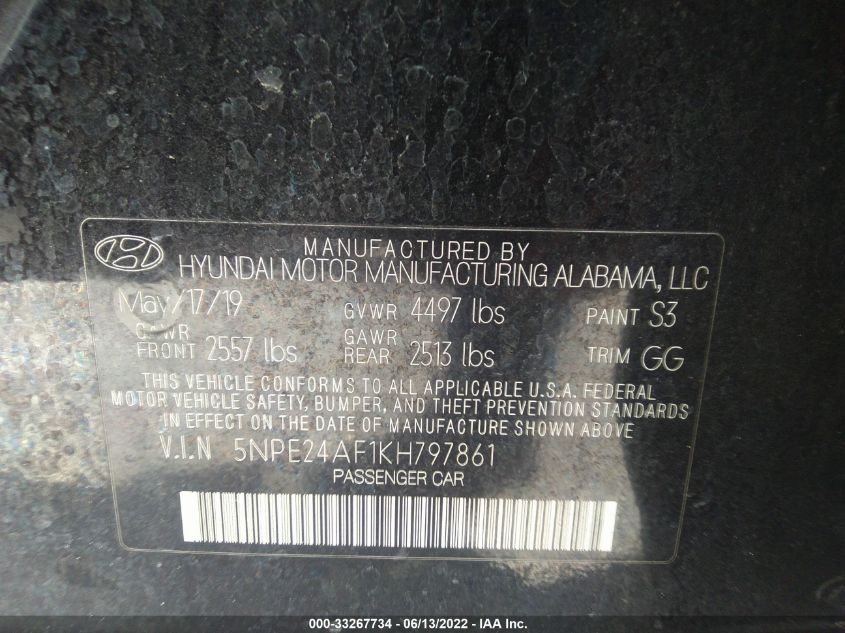 MANUFACTURED BY
HYUNDAI MOTOR MANUFACTURING ALABAMA, LLC
May/17/19 GVWR 4497 lbs PAINT S3
GAWR FRONT 2557 lbs GAWR REAR 2513 lbs TRIM GG
THIS VEHICLE CONFORMS TO ALL APPLICABLE U.S.A. FEDERAL
MOTOR VEHICLE SAFETY, BUMPER, AND THEFT PREVENTION STANDARDS
IN EFFECT ON THE DATE OF MANUFACTURE SHOWN ABOVE
V.I.N 5NPE24AF1KH797861
PASSENGER CAR
000-33267734 - 06/13/2022 - IAA Inc.